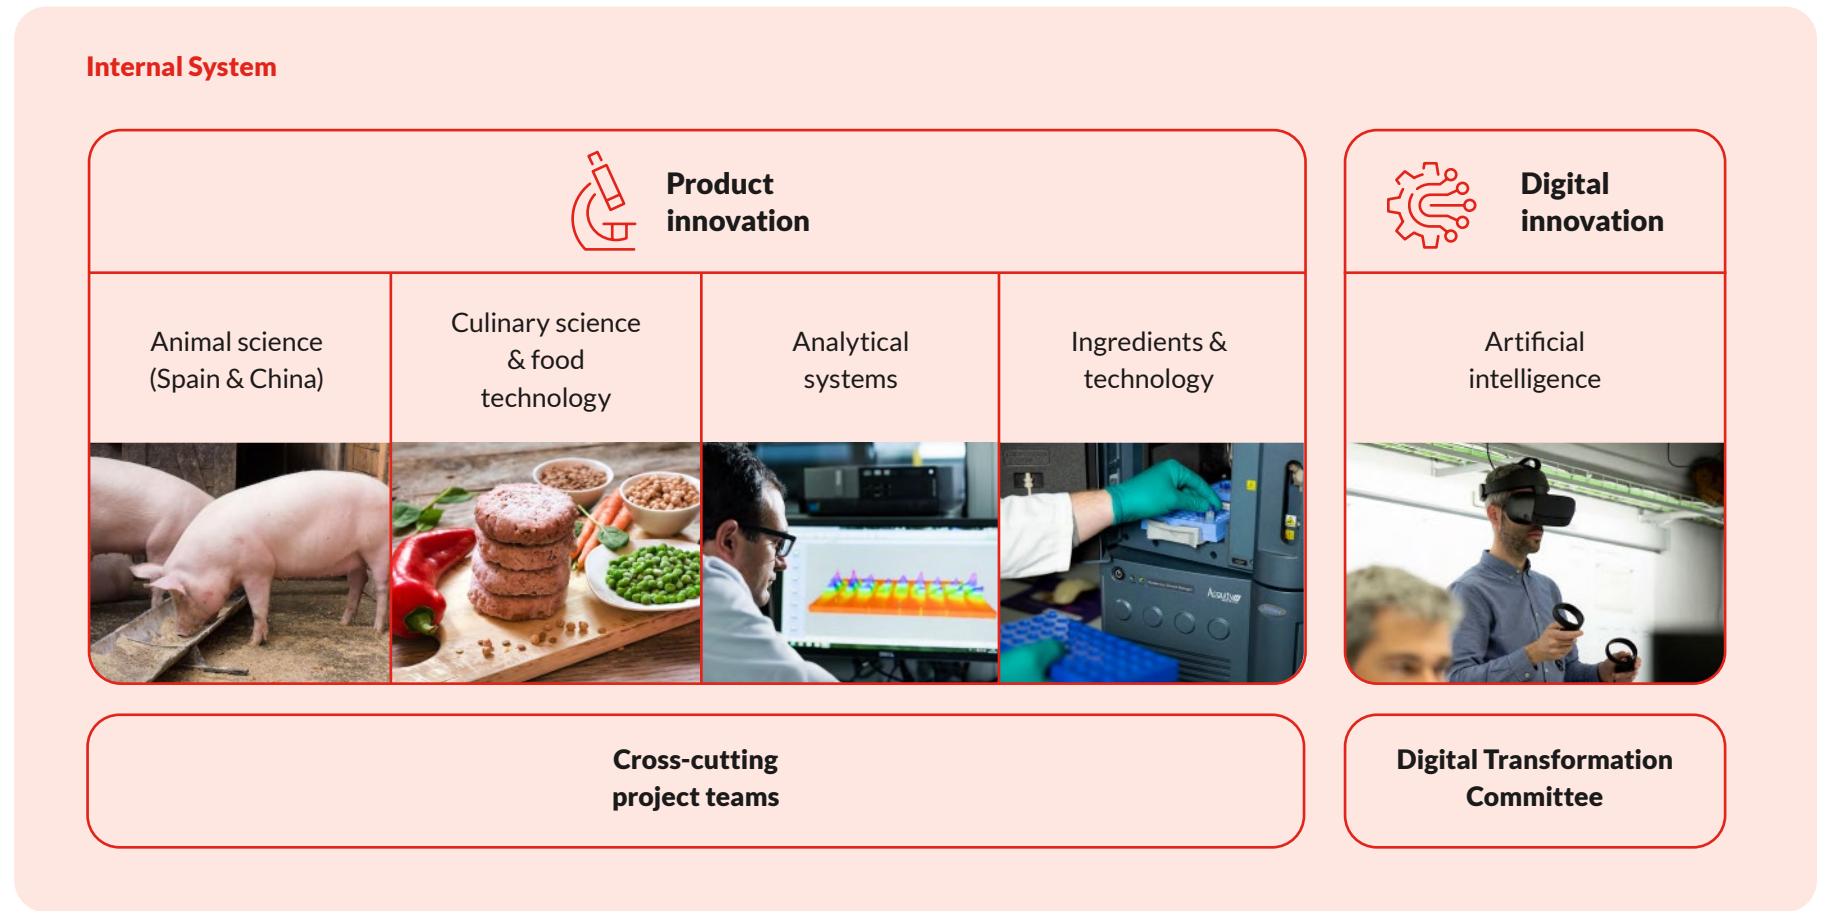 Internal System
Product
innovation
Digital
innovation
Animal science
(Spain & China)
Culinary science
& food
technology
Analytical
systems
Ingredients &
technology
Artificial
intelligence
Cross-cutting
project teams
Digital Transformation
Committee